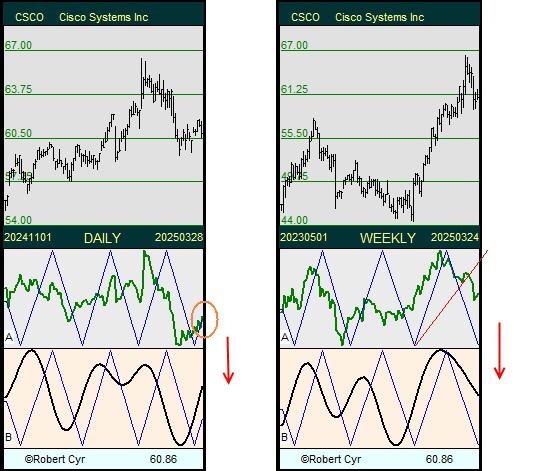 CSCO Cisco Systems Inc
67.00
63.75
60.50
54.00
20241101 DAILY 20250328
A
B
©Robert Cyr 60.86
CSCO Cisco Systems Inc
67.00
61.25
55.50
44.00
20230501 WEEKLY 20250324
A
B
©Robert Cyr 60.86